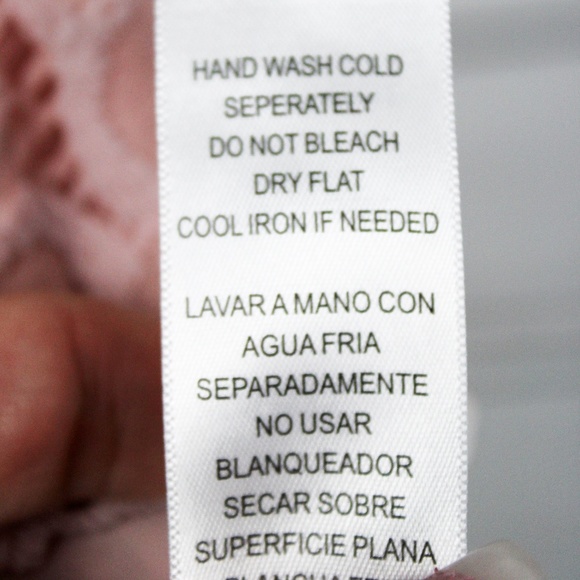 HAND WASH COLD
SEPERATELY
DO NOT BLEACH
DRY FLAT
COOL IRON IF NEEDED
LAVAR A MANO CON
AGUA FRIA
SEPARADAMENTE
NO USAR
BLANQUEADOR
SECAR SOBRE
SUPERFICIE PLANA